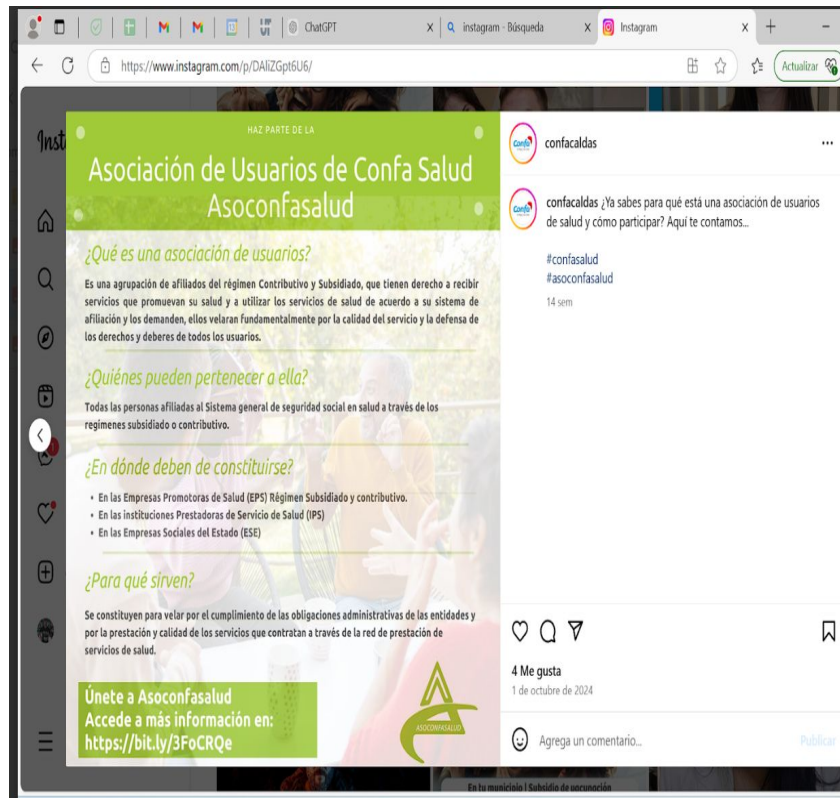 ChatGPT
instagram - Búsqueda
Instagram
https://www.instagram.com/p/DAliZGpt6U6/
Actualizar
HAZ PARTE DE LA
Asociación de Usuarios de Confa Salud
Asoconfasalud
¿Qué es una asociación de usuarios?
Es una agrupación de afiliados del régimen Contributivo y Subsidiado, que tienen derecho a recibir
servicios que promuevan su salud y a utilizar los servicios de salud de acuerdo a su sistema de
afiliación y los demanden, ellos velaran fundamentalmente por la calidad del servicio y la defensa de
los derechos y deberes de todos los usuarios.
¿Quiénes pueden pertenecer a ella?
Todas las personas afiliadas al Sistema general de seguridad social en salud a través de los
regimenes subsidiado o contributivo.
¿En dónde deben de constituirse?
• En las Empresas Promotoras de Salud (EPS) Régimen Subsidiado y contributivo.
• En las instituciones Prestadoras de Servicio de Salud (IPS)
• En las Empresas Sociales del Estado (ESE)
¿Para qué sirven?
Se constituyen para velar por el cumplimiento de las obligaciones administrativas de las entidades y
por la prestación y calidad de los servicios que contratan a través de la red de prestación de
servicios de salud.
Únete a Asoconfasalud
Accede a más información en:
https://bit.ly/3FoCRQe
ASOCONFASALUD
Confa
confacaldas
Confa
confacaldas ¿Ya sabes para qué está una asociación de usuarios
de salud y cómo participar? Aquí te contamos...
#confasalud
#asoconfasalud
14 sem
4 Me gusta
1 de octubre de 2024
Agrega un comentario...
Publicar
En tu municipio | Subsidio de vacunación